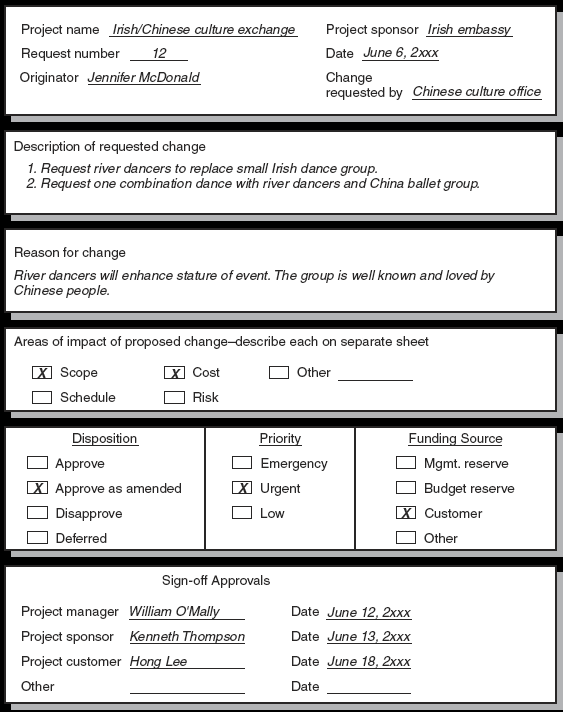 Project name Irish/Chinese culture exchange Project sponsor Irish embassy
Request number 12 Date June 6, 2xxx
Originator Jennifer McDonald Change
requested by Chinese culture office
Description of requested change
1. Request river dancers to replace small Irish dance group.
2. Request one combination dance with river dancers and China ballet group.
Reason for change
River dancers will enhance stature of event. The group is well known and loved by
Chinese people.
Areas of impact of proposed change–describe each on separate sheet
X Scope X Cost Other
Schedule Risk
Disposition Priority Funding Source
Approve Emergency Mgmt. reserve
X Approve as amended X Urgent Budget reserve
Disapprove Low X Customer
Deferred Other
Sign-off Approvals
Project manager William O'Mally Date June 12, 2xxx
Project sponsor Kenneth Thompson Date June 13, 2xxx
Project customer Hong Lee Date June 18, 2xxx
Other Date